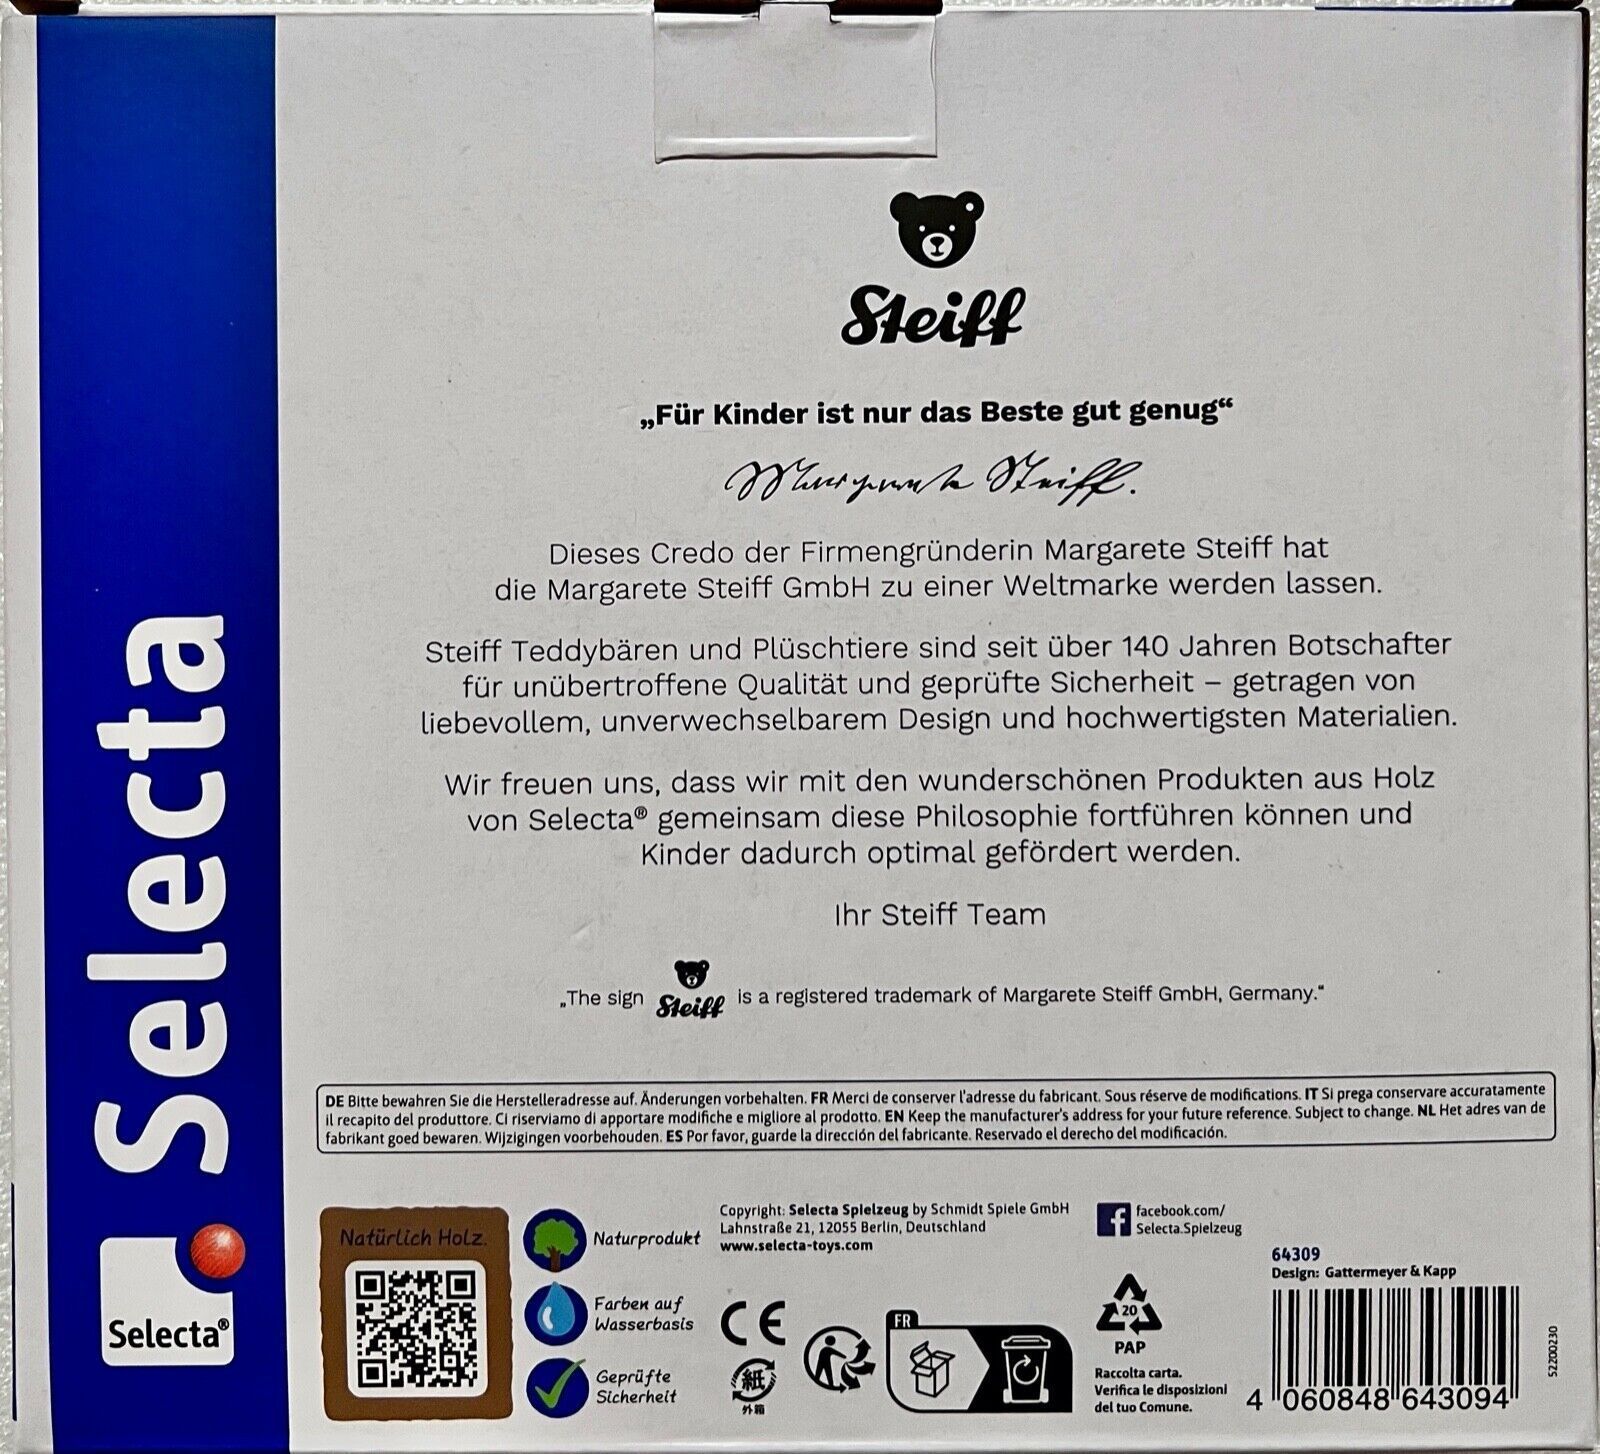 Selecta
Selecta®
Steiff
„Für Kinder ist nur das Beste gut genug“
Margarete Steiff.
Dieses Credo der Firmengründerin Margarete Steiff hat
die Margarete Steiff GmbH zu einer Weltmarke werden lassen.
Steiff Teddybären und Plüschtiere sind seit über 140 Jahren Botschafter
für unübertroffene Qualität und geprüfte Sicherheit – getragen von
liebevollem, unverwechselbarem Design und hochwertigsten Materialien.
Wir freuen uns, dass wir mit den wunderschönen Produkten aus Holz
von Selecta® gemeinsam diese Philosophie fortführen können und
Kinder dadurch optimal gefördert werden.
Ihr Steiff Team
„The sign Steiff is a registered trademark of Margarete Steiff GmbH, Germany.“
DE Bitte bewahren Sie die Herstelleradresse auf. Änderungen vorbehalten. FR Merci de conserver l'adresse du fabricant. Sous réserve de modifications. IT Si prega conservare accuratamente
il recapito del produttore. Ci riserviamo di apportare modifiche e migliore al prodotto. EN Keep the manufacturer's address for your future reference. Subject to change. NL Het adres van de
fabrikant goed bewaren. Wijzigingen voorbehouden. ES Por favor, guarde la dirección del fabricante. Reservado el derecho del modificación.
Natürlich Holz.
Naturprodukt
Farben auf
Wasserbasis
Geprüfte
Sicherheit
Copyright: Selecta Spielzeug by Schmidt Spiele GmbH
Lahnstraße 21, 12055 Berlin, Deutschland
www.selecta-toys.com
CE
紙
外箱
FR
facebook.com/
Selecta.Spielzeug
20
PAP
Raccolta carta.
Verifica le disposizioni
del tuo Comune.
64309
Design: Gattermeyer & Kapp
4 060848 643094
52200230